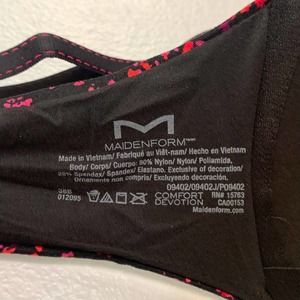 M
MAIDENFORM
Made in Vietnam/ Fabriqué au Viêt-nam/ Hecho en Vietnam
Body/ Corps/ Cuerpo: 80% Nylon/ Nylon/ Poliamida,
20% Spandex/ Spandex/ Elastano. Exclusive of decoration/
Ornements non compris/ Excluyendo decoración
09402/09402J/P09402
COMFORT RN# 15763
012095 DEVOTION CA00153
Maidenform.com